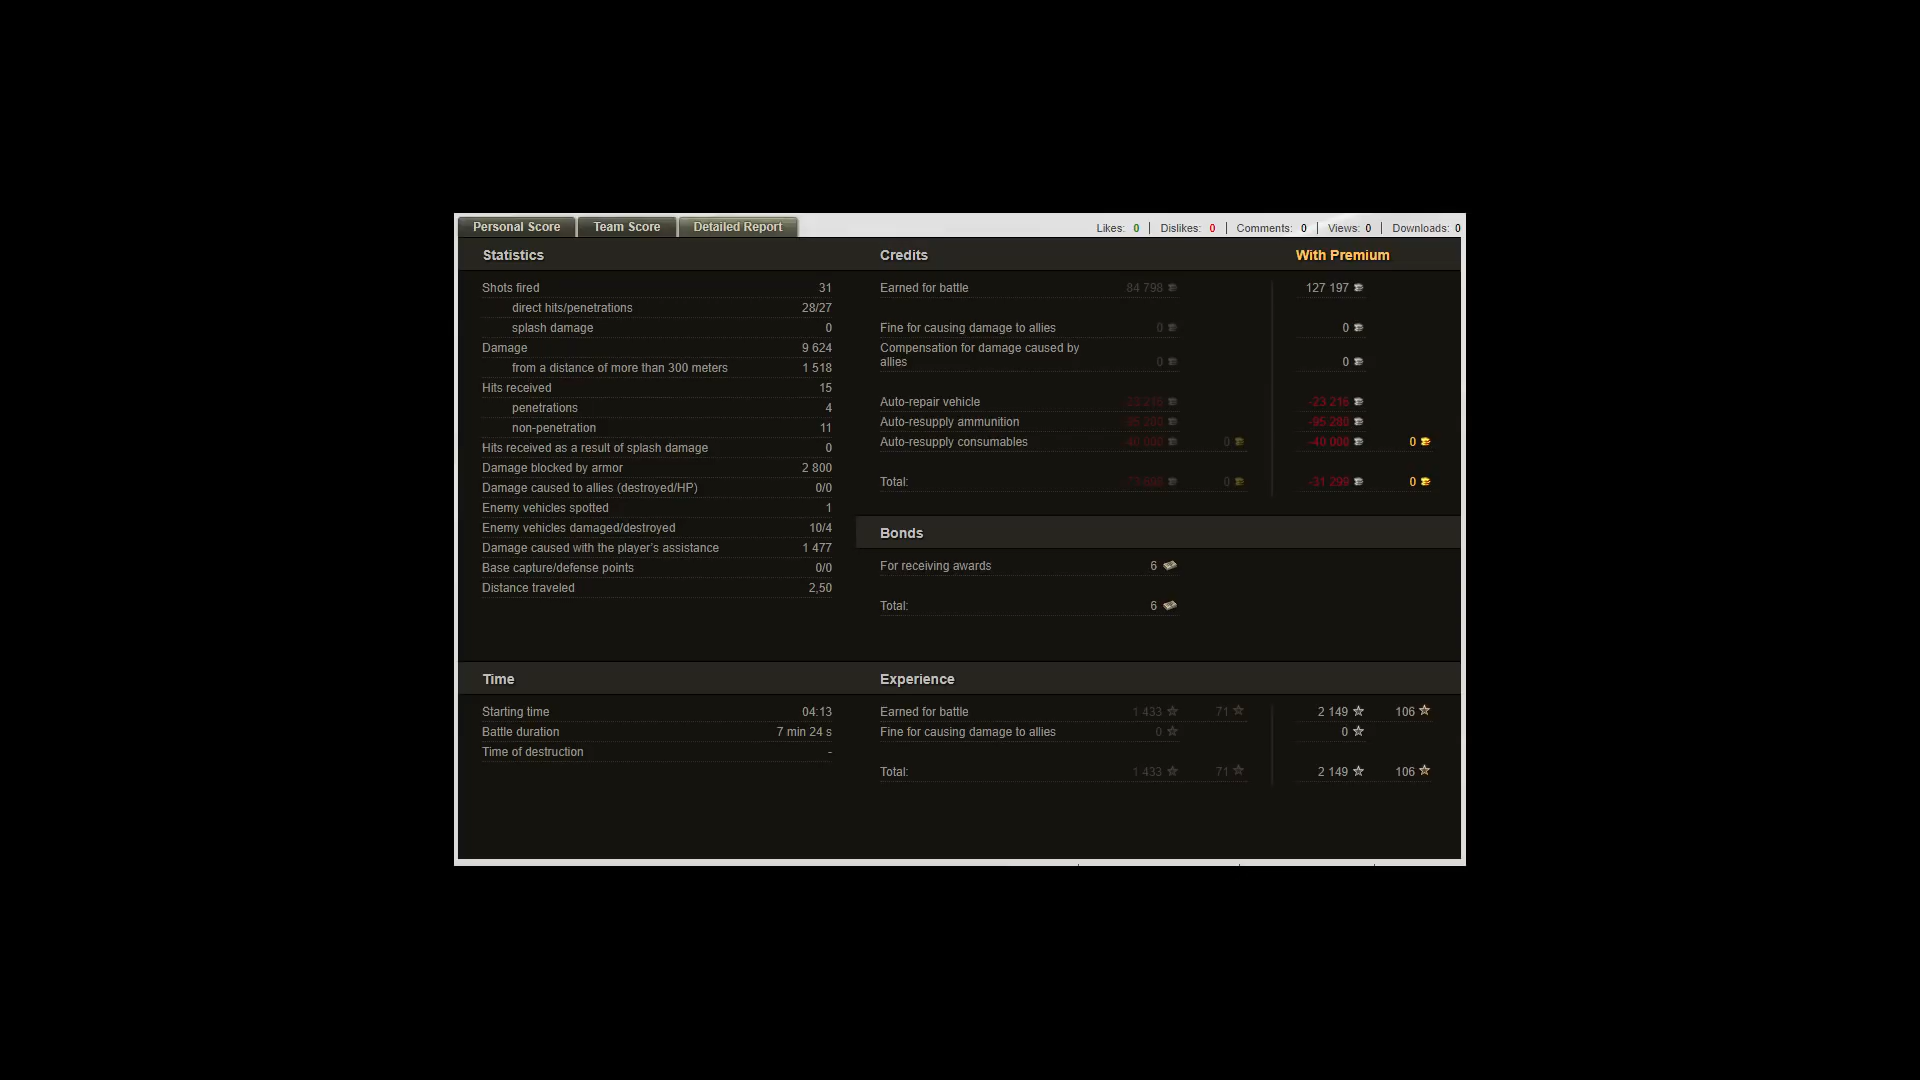 Personal Score Team Score Detailed Report Likes: 0 | Dislikes: 0 | Comments: 0 | Views: 0 | Downloads: 0
Statistics
Shots fired 31
direct hits/penetrations 28/27
splash damage 0
Damage 9 624
from a distance of more than 300 meters 1 518
Hits received 15
penetrations 4
non-penetration 11
Hits received as a result of splash damage 0
Damage blocked by armor 2 800
Damage caused to allies (destroyed/HP) 0/0
Enemy vehicles spotted 1
Enemy vehicles damaged/destroyed 10/4
Damage caused with the player's assistance 1 477
Base capture/defense points 0/0
Distance traveled 2,50
Credits With Premium
Earned for battle 84 798 127 197
Fine for causing damage to allies 0 0
Compensation for damage caused by
allies 0 0
Auto-repair vehicle -23 216 -23 216
Auto-resupply ammunition -95 280 -95 280
Auto-resupply consumables -40 000 0 -40 000 0
Total: 0 -31 299 0
Bonds
For receiving awards 6
Total: 6
Time
Starting time 04:13
Battle duration 7 min 24 s
Time of destruction -
Experience
Earned for battle 1 433 71 2 149 106
Fine for causing damage to allies 0 0
Total: 1 433 71 2 149 106